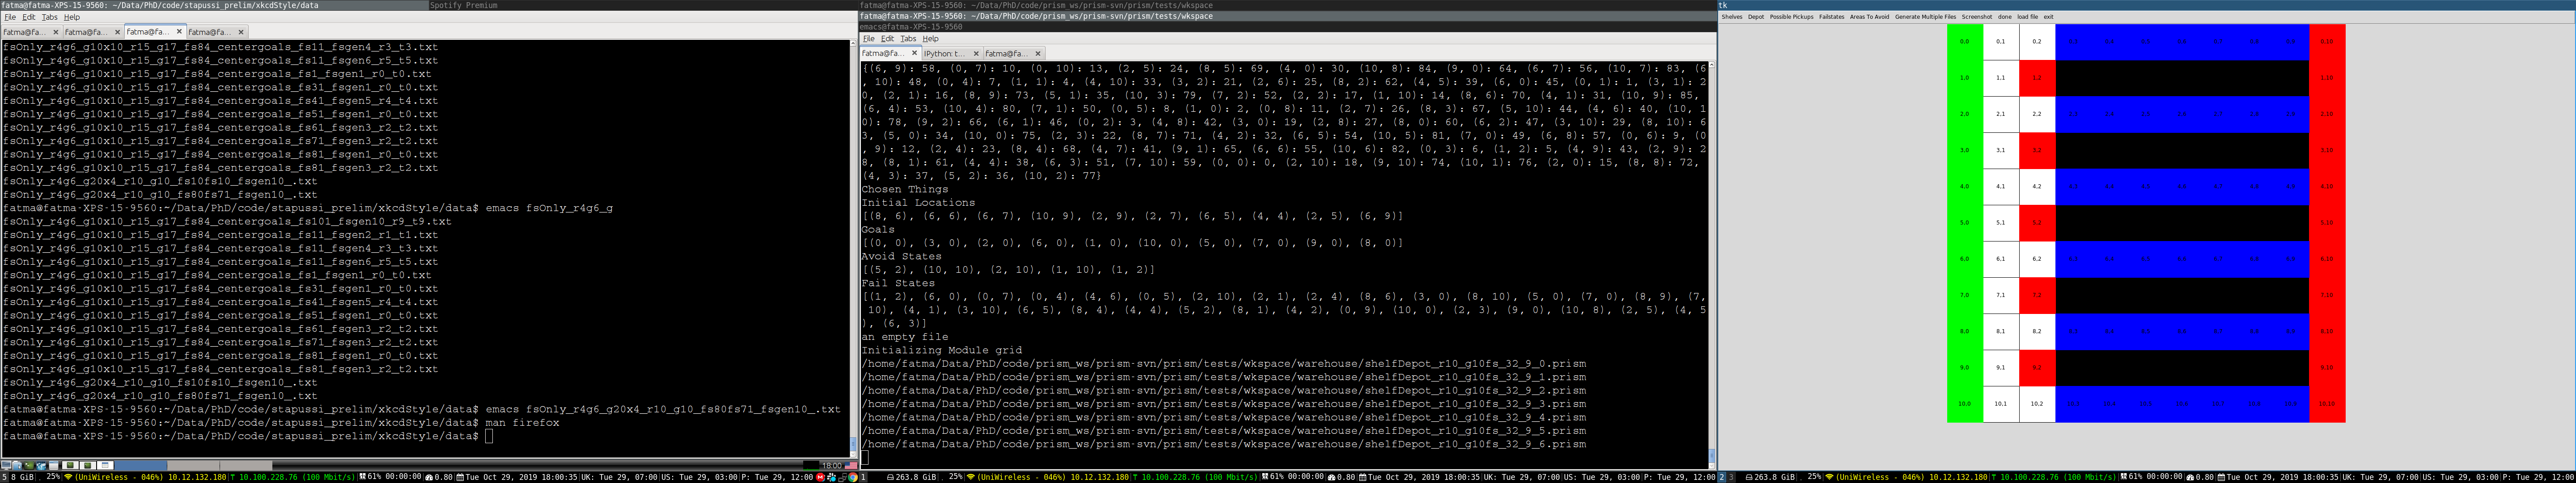 fatma@fatma-XPS-15-9560: ~/Data/PhD/code/stapussi_prelim/xkcdStyle/data
Spotify Premium
File Edit Tabs Help
fatma@fa... fatma@fa... fatma@fa... fatma@fa...
fsOnly_r4g6_g10x10_r15_g17_fs84_centergoals_fs11_fsgen4_r3_t3.txt
fsOnly_r4g6_g10x10_r15_g17_fs84_centergoals_fs11_fsgen6_r5_t5.txt
fsOnly_r4g6_g10x10_r15_g17_fs84_centergoals_fs1_fsgen1_r0_t0.txt
fsOnly_r4g6_g10x10_r15_g17_fs84_centergoals_fs31_fsgen1_r0_t0.txt
fsOnly_r4g6_g10x10_r15_g17_fs84_centergoals_fs41_fsgen5_r4_t4.txt
fsOnly_r4g6_g10x10_r15_g17_fs84_centergoals_fs51_fsgen1_r0_t0.txt
fsOnly_r4g6_g10x10_r15_g17_fs84_centergoals_fs61_fsgen3_r2_t2.txt
fsOnly_r4g6_g10x10_r15_g17_fs84_centergoals_fs71_fsgen3_r2_t2.txt
fsOnly_r4g6_g10x10_r15_g17_fs84_centergoals_fs81_fsgen1_r0_t0.txt
fsOnly_r4g6_g10x10_r15_g17_fs84_centergoals_fs81_fsgen3_r2_t2.txt
fsOnly_r4g6_g20x4_r10_g10_fs10fs10_fsgen10_.txt
fsOnly_r4g6_g20x4_r10_g10_fs80fs71_fsgen10_.txt
fatma@fatma-XPS-15-9560:~/Data/PhD/code/stapussi_prelim/xkcdStyle/data$ emacs fsOnly_r4g6_g
fsOnly_r4g6_g10x10_r15_g17_fs84_centergoals_fs101_fsgen10_r9_t9.txt
fsOnly_r4g6_g10x10_r15_g17_fs84_centergoals_fs11_fsgen2_r1_t1.txt
fsOnly_r4g6_g10x10_r15_g17_fs84_centergoals_fs11_fsgen4_r3_t3.txt
fsOnly_r4g6_g10x10_r15_g17_fs84_centergoals_fs11_fsgen6_r5_t5.txt
fsOnly_r4g6_g10x10_r15_g17_fs84_centergoals_fs1_fsgen1_r0_t0.txt
fsOnly_r4g6_g10x10_r15_g17_fs84_centergoals_fs31_fsgen1_r0_t0.txt
fsOnly_r4g6_g10x10_r15_g17_fs84_centergoals_fs41_fsgen5_r4_t4.txt
fsOnly_r4g6_g10x10_r15_g17_fs84_centergoals_fs51_fsgen1_r0_t0.txt
fsOnly_r4g6_g10x10_r15_g17_fs84_centergoals_fs61_fsgen3_r2_t2.txt
fsOnly_r4g6_g10x10_r15_g17_fs84_centergoals_fs71_fsgen3_r2_t2.txt
fsOnly_r4g6_g10x10_r15_g17_fs84_centergoals_fs81_fsgen1_r0_t0.txt
fsOnly_r4g6_g10x10_r15_g17_fs84_centergoals_fs81_fsgen3_r2_t2.txt
fsOnly_r4g6_g20x4_r10_g10_fs10fs10_fsgen10_.txt
fsOnly_r4g6_g20x4_r10_g10_fs80fs71_fsgen10_.txt
fatma@fatma-XPS-15-9560:~/Data/PhD/code/stapussi_prelim/xkcdStyle/data$ emacs fsOnly_r4g6_g20x4_r10_g10_fs80fs71_fsgen10_.txt
fatma@fatma-XPS-15-9560:~/Data/PhD/code/stapussi_prelim/xkcdStyle/data$ man firefox
fatma@fatma-XPS-15-9560:~/Data/PhD/code/stapussi_prelim/xkcdStyle/data$
18:00
5 8 GiB 25% (UniWireless - 046%) 10.12.132.180 10.100.228.76 (100 Mbit/s) 61% 00:00:00 0.80 Tue Oct 29, 2019 18:00:35 UK: Tue 29, 07:00 US: Tue 29, 03:00 P: Tue 29, 12:00
fatma@fatma-XPS-15-9560: ~/Data/PhD/code/prism_ws/prism-svn/prism/tests/wkspace
fatma@fatma-XPS-15-9560: ~/Data/PhD/code/prism_ws/prism-svn/prism/tests/wkspace
emacs@fatma-XPS-15-9560
File Edit Tabs Help
fatma@fa... IPython: t... fatma@fa...
{(6, 9): 58, (0, 7): 10, (0, 10): 13, (2, 5): 24, (8, 5): 69, (4, 0): 30, (10, 8): 84, (9, 0): 64, (6, 7): 56, (10, 7): 83, (6
, 10): 48, (0, 4): 7, (1, 1): 4, (4, 10): 33, (3, 2): 21, (2, 6): 25, (8, 2): 62, (4, 5): 39, (6, 0): 45, (0, 1): 1, (3, 1): 2
0, (2, 1): 16, (8, 9): 73, (5, 1): 35, (10, 3): 79, (7, 2): 52, (2, 2): 17, (1, 10): 14, (8, 6): 70, (4, 1): 31, (10, 9): 85,
(6, 4): 53, (10, 4): 80, (7, 1): 50, (0, 5): 8, (1, 0): 2, (0, 8): 11, (2, 7): 26, (8, 3): 67, (5, 10): 44, (4, 6): 40, (10, 1
0): 78, (9, 2): 66, (6, 1): 46, (0, 2): 3, (4, 8): 42, (3, 0): 19, (2, 8): 27, (8, 0): 60, (6, 2): 47, (3, 10): 29, (8, 10): 6
3, (5, 0): 34, (10, 0): 75, (2, 3): 22, (8, 7): 71, (4, 2): 32, (6, 5): 54, (10, 5): 81, (7, 0): 49, (6, 8): 57, (0, 6): 9, (0
, 9): 12, (2, 4): 23, (8, 4): 68, (4, 7): 41, (9, 1): 65, (6, 6): 55, (10, 6): 82, (0, 3): 6, (1, 2): 5, (4, 9): 43, (2, 9): 2
8, (8, 1): 61, (4, 4): 38, (6, 3): 51, (7, 10): 59, (0, 0): 0, (2, 10): 18, (9, 10): 74, (10, 1): 76, (2, 0): 15, (8, 8): 72,
(4, 3): 37, (5, 2): 36, (10, 2): 77}
Chosen Things
Initial Locations
[(8, 6), (6, 6), (6, 7), (10, 9), (2, 9), (2, 7), (6, 5), (4, 4), (2, 5), (6, 9)]
Goals
[(0, 0), (3, 0), (2, 0), (6, 0), (1, 0), (10, 0), (5, 0), (7, 0), (9, 0), (8, 0)]
Avoid States
[(5, 2), (10, 10), (2, 10), (1, 10), (1, 2)]
Fail States
[(1, 2), (6, 0), (0, 7), (0, 4), (4, 6), (0, 5), (2, 10), (2, 1), (2, 4), (8, 6), (3, 0), (8, 10), (5, 0), (7, 0), (8, 9), (7,
10), (4, 1), (3, 10), (6, 5), (8, 4), (4, 4), (5, 2), (8, 1), (4, 2), (0, 9), (10, 0), (2, 3), (9, 0), (10, 8), (2, 5), (4, 5
), (6, 3)]
an empty file
Initializing Module grid
/home/fatma/Data/PhD/code/prism_ws/prism-svn/prism/tests/wkspace/warehouse/shelfDepot_r10_g10fs_32_9_0.prism
/home/fatma/Data/PhD/code/prism_ws/prism-svn/prism/tests/wkspace/warehouse/shelfDepot_r10_g10fs_32_9_1.prism
/home/fatma/Data/PhD/code/prism_ws/prism-svn/prism/tests/wkspace/warehouse/shelfDepot_r10_g10fs_32_9_2.prism
/home/fatma/Data/PhD/code/prism_ws/prism-svn/prism/tests/wkspace/warehouse/shelfDepot_r10_g10fs_32_9_3.prism
/home/fatma/Data/PhD/code/prism_ws/prism-svn/prism/tests/wkspace/warehouse/shelfDepot_r10_g10fs_32_9_4.prism
/home/fatma/Data/PhD/code/prism_ws/prism-svn/prism/tests/wkspace/warehouse/shelfDepot_r10_g10fs_32_9_5.prism
/home/fatma/Data/PhD/code/prism_ws/prism-svn/prism/tests/wkspace/warehouse/shelfDepot_r10_g10fs_32_9_6.prism
1 263.8 GiB 25% (UniWireless - 046%) 10.12.132.180 10.100.228.76 (100 Mbit/s) 61% 00:00:00 0.80 Tue Oct 29, 2019 18:00:35 UK: Tue 29, 07:00 US: Tue 29, 03:00 P: Tue 29, 12:00
tk
Shelves Depot Possible Pickups Failstates Areas To Avoid Generate Multiple Files Screenshot done load file exit
0.0 0.1 0.2 0.10
1.0 1.1 1.2 1.10
2.0 2.1 2.2 2.10
3.0 3.1 3.2 3.10
4.0 4.1 4.2 4.10
5.0 5.1 5.2 5.10
6.0 6.1 6.2 6.10
7.0 7.1 7.2 7.10
8.0 8.1 8.2 8.10
9.0 9.1 9.2 9.10
10.0 10.1 10.2 10.10
2 3 263.8 GiB 25% (UniWireless - 046%) 10.12.132.180 10.100.228.76 (100 Mbit/s) 61% 00:00:00 0.80 Tue Oct 29, 2019 18:00:35 UK: Tue 29, 07:00 US: Tue 29, 03:00 P: Tue 29, 12:00